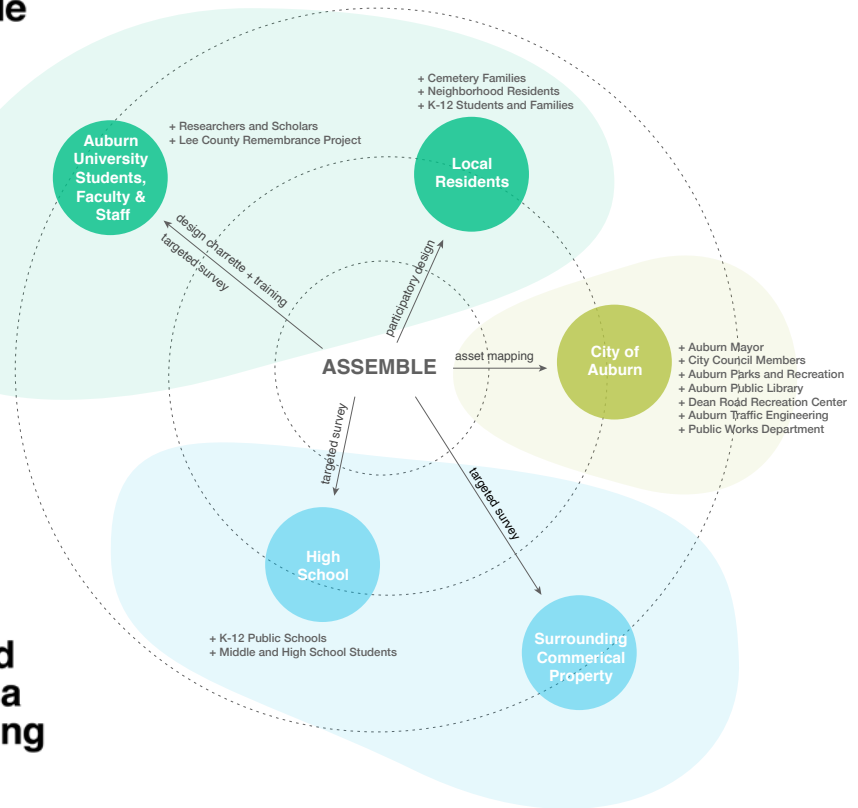 + Cemetery Families
+ Neighborhood Residents
+ K-12 Students and Families
Local
Residents
+ Researchers and Scholars
+ Lee County Remembrance Project
Auburn
University
Students,
Faculty &
Staff
design charrette + training
targeted survey
participatory design
ASSEMBLE
asset mapping
City of
Auburn
+ Auburn Mayor
+ City Council Members
+ Auburn Parks and Recreation
+ Auburn Public Library
+ Dean Road Recreation Center
+ Auburn Traffic Engineering
+ Public Works Department
targeted survey
targeted survey
High
School
+ K-12 Public Schools
+ Middle and High School Students
Surrounding
Commerical
Property